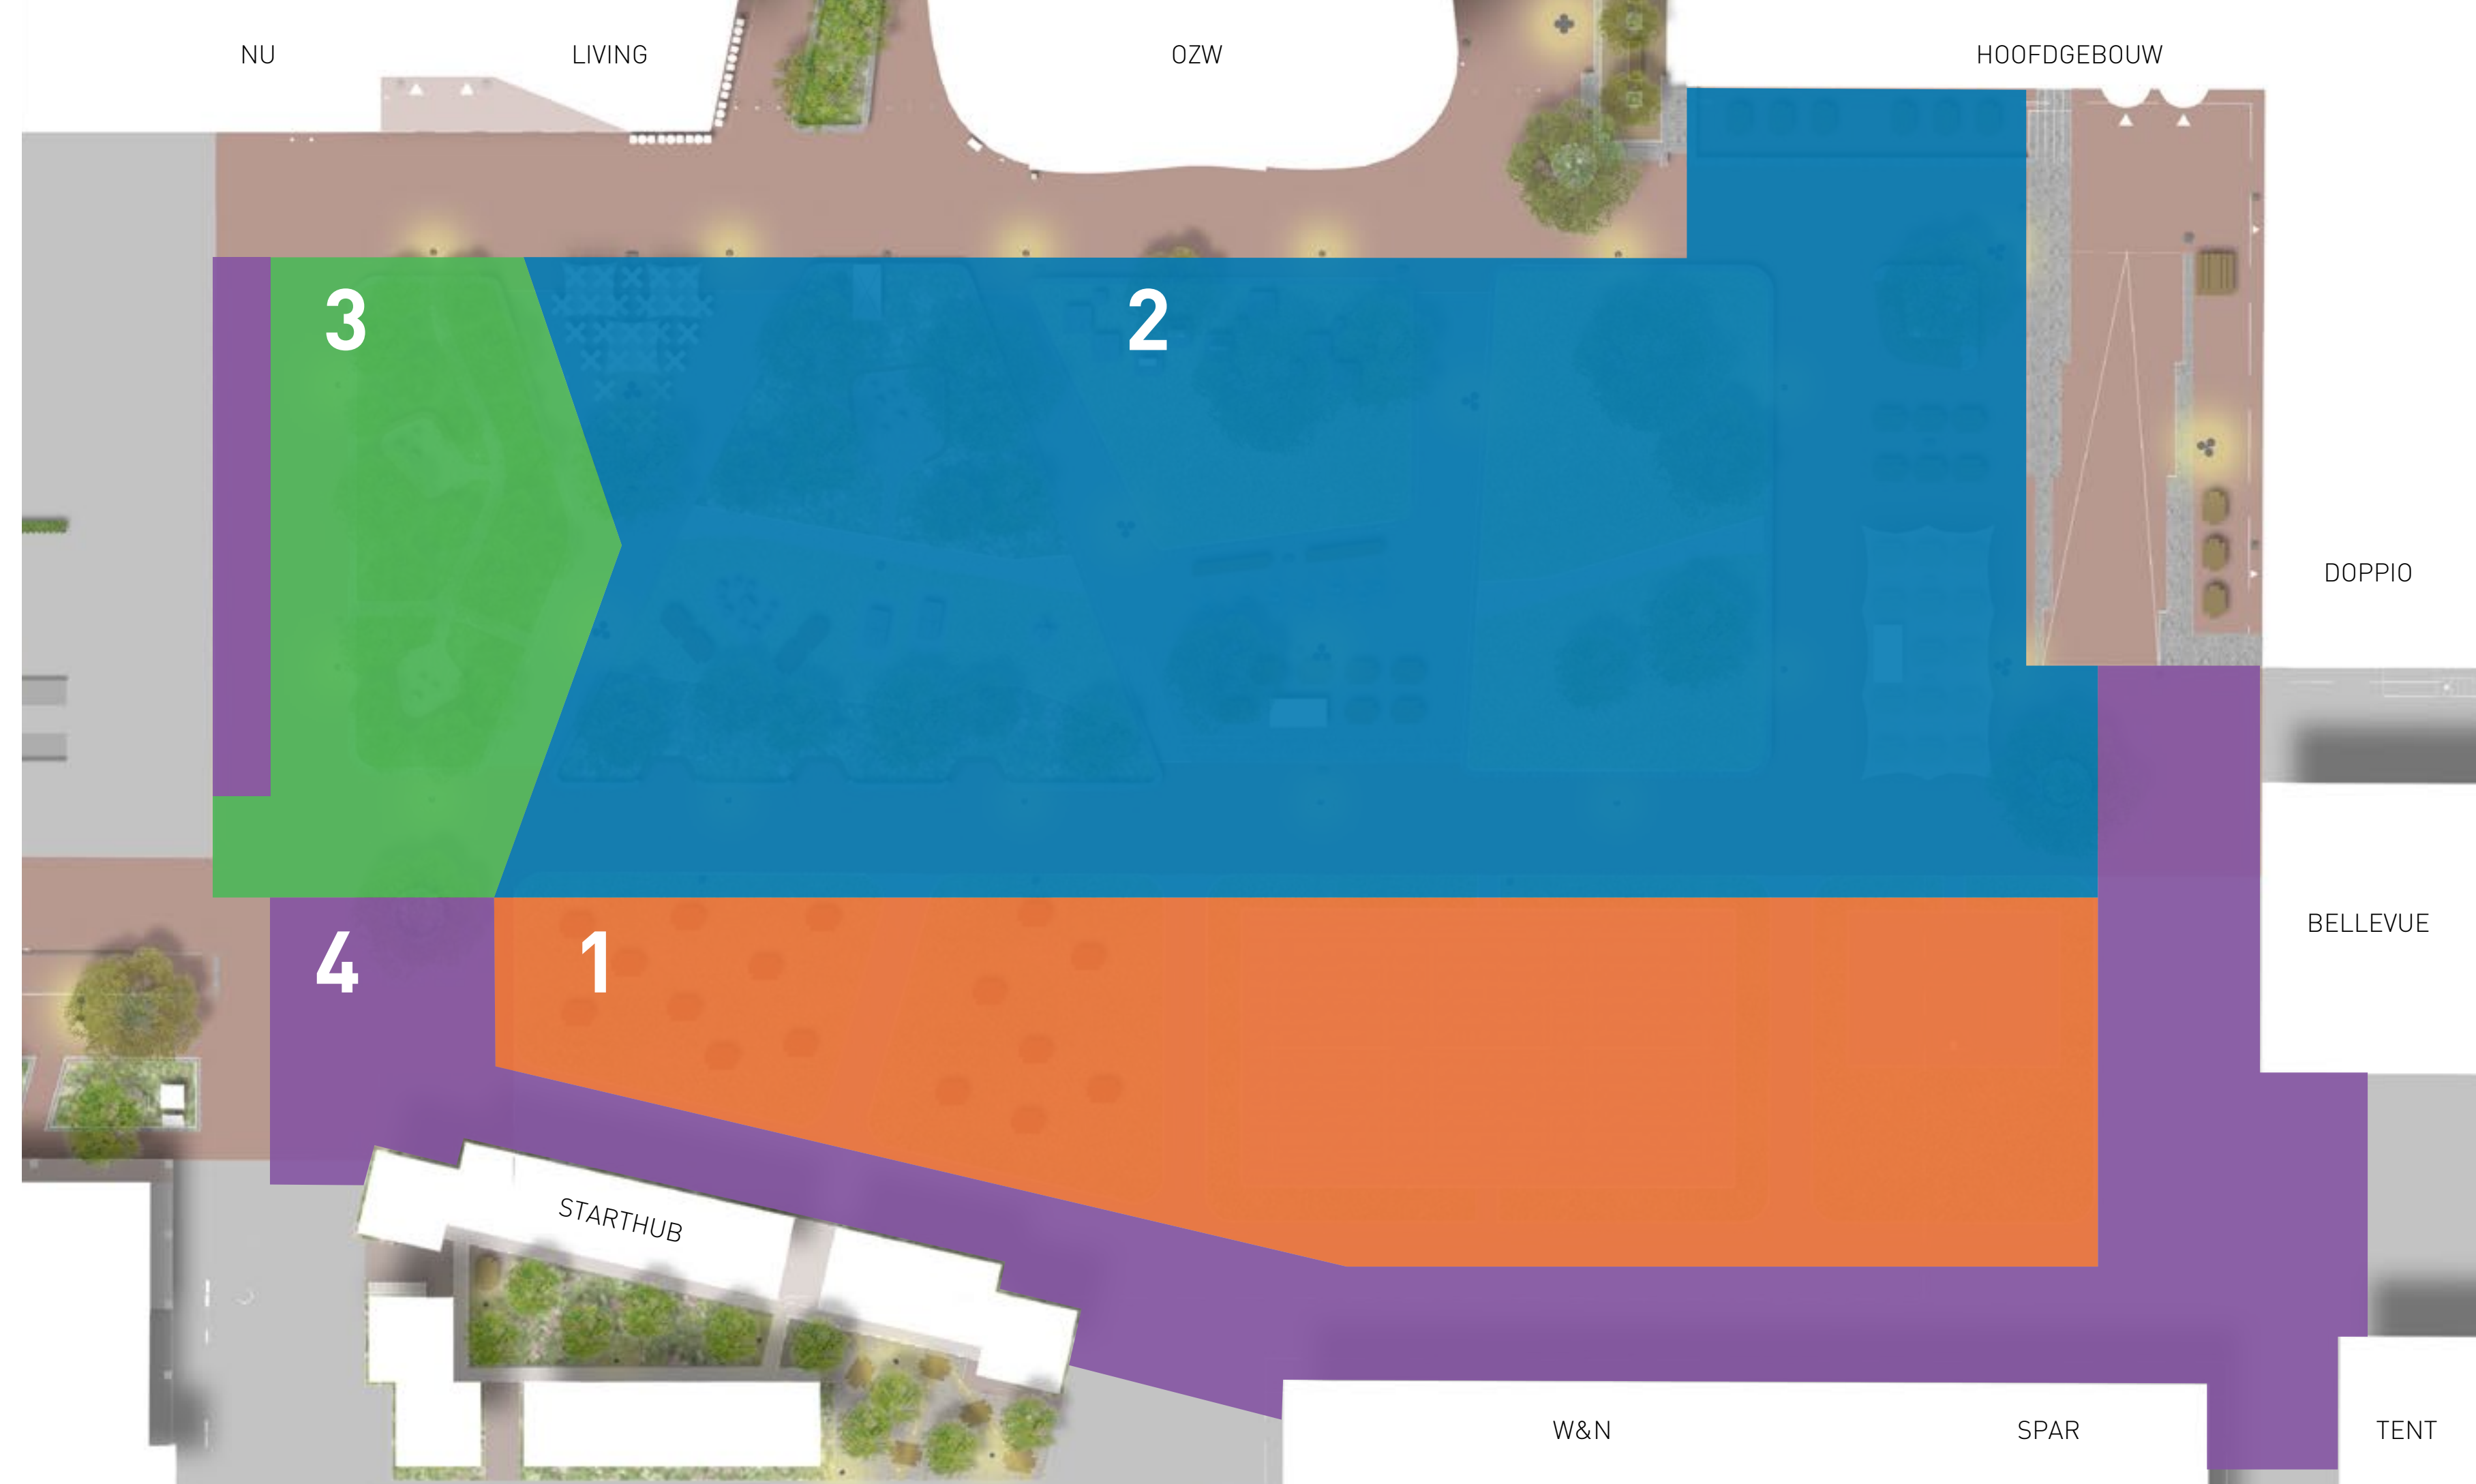 NU
LIVING
OZW
HOOFDGEBOUW
3
2
DOPPIO
BELLEVUE
4
1
STARTHUB
W&N
SPAR
TENT